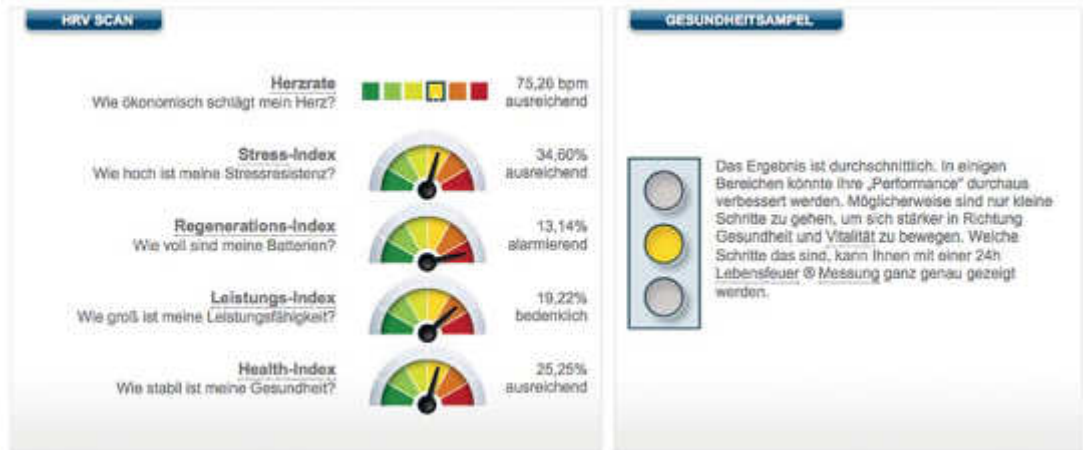 HRV SCAN
Herzrate
Wie ökonomisch schlägt mein Herz?
75,26 bpm
ausreichend
Stress-Index
Wie hoch ist meine Stressresistenz?
34,60%
ausreichend
Regenerations-Index
Wie voll sind meine Batterien?
13,14%
alarmierend
Leistungs-Index
Wie groß ist meine Leistungsfähigkeit?
19,22%
bedenklich
Health-Index
Wie stabil ist meine Gesundheit?
25,25%
ausreichend
GESUNDHEITSAMPEL
Das Ergebnis ist durchschnittlich. In einigen
Bereichen könnte Ihre „Performance“ durchaus
verbessert werden. Möglicherweise sind nur kleine
Schritte zu gehen, um sich stärker in Richtung
Gesundheit und Vitalität zu bewegen. Welche
Schritte das sind, kann Ihnen mit einer 24h
Lebensfeuer ® Messung ganz genau gezeigt
werden.